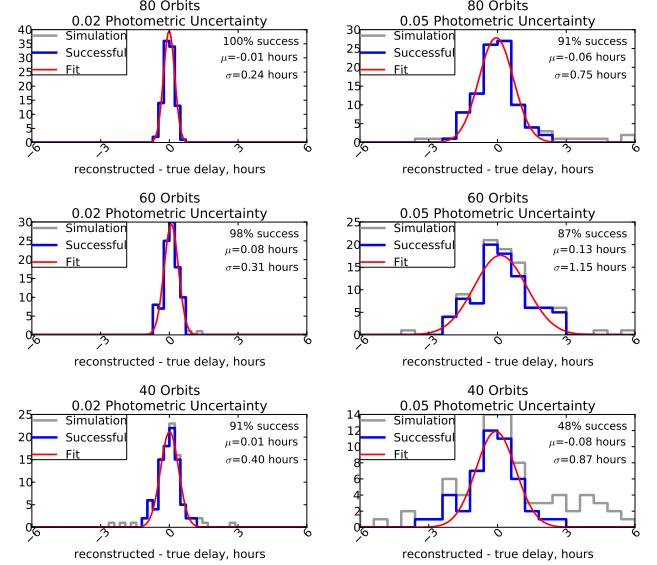 80 Orbits
0.02 Photometric Uncertainty
40
35
30
25
20
15
10
5
0
Simulation
Successful
Fit
100% success
μ=-0.01 hours
σ=0.24 hours
−6
−3
0
3
6
reconstructed - true delay, hours
80 Orbits
0.05 Photometric Uncertainty
30
25
20
15
10
5
0
Simulation
Successful
Fit
91% success
μ=-0.06 hours
σ=0.75 hours
−6
−3
0
3
6
reconstructed - true delay, hours
60 Orbits
0.02 Photometric Uncertainty
30
25
20
15
10
5
0
Simulation
Successful
Fit
98% success
μ=0.08 hours
σ=0.31 hours
−6
−3
0
3
6
reconstructed - true delay, hours
60 Orbits
0.05 Photometric Uncertainty
25
20
15
10
5
0
Simulation
Successful
Fit
87% success
μ=0.13 hours
σ=1.15 hours
−6
−3
0
3
6
reconstructed - true delay, hours
40 Orbits
0.02 Photometric Uncertainty
25
20
15
10
5
0
Simulation
Successful
Fit
91% success
μ=0.01 hours
σ=0.40 hours
−6
−3
0
3
6
reconstructed - true delay, hours
40 Orbits
0.05 Photometric Uncertainty
14
12
10
8
6
4
2
0
Simulation
Successful
Fit
48% success
μ=-0.08 hours
σ=0.87 hours
−6
−3
0
3
6
reconstructed - true delay, hours